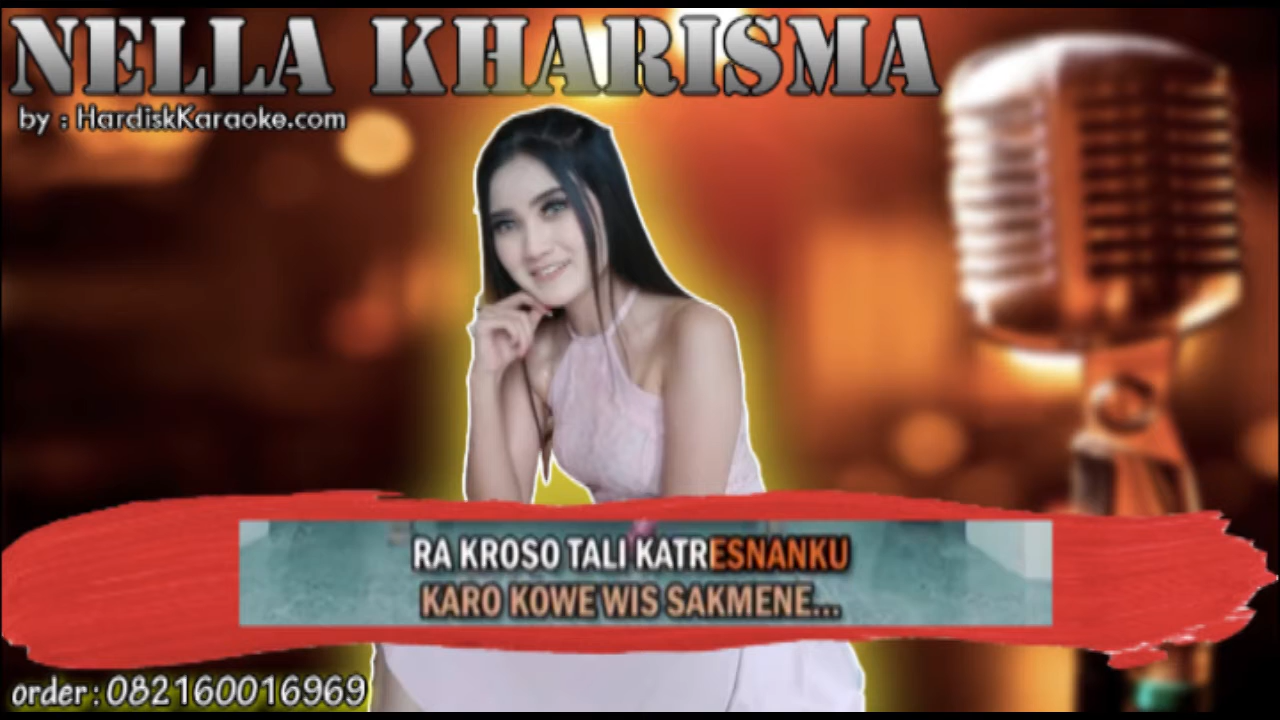 NELLA KHARISMA
by : HardiskKaraoke.com
RA KROSO TALI KATRESNANKU
KARO KOWE WIS SAKMENE...
order : 082160016969